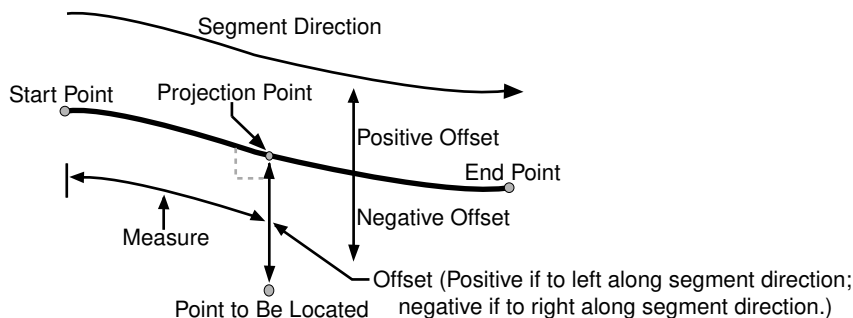 Segment Direction
Start Point
Projection Point
Positive Offset
End Point
Negative Offset
Measure
Offset (Positive if to left along segment direction;
negative if to right along segment direction.)
Point to Be Located